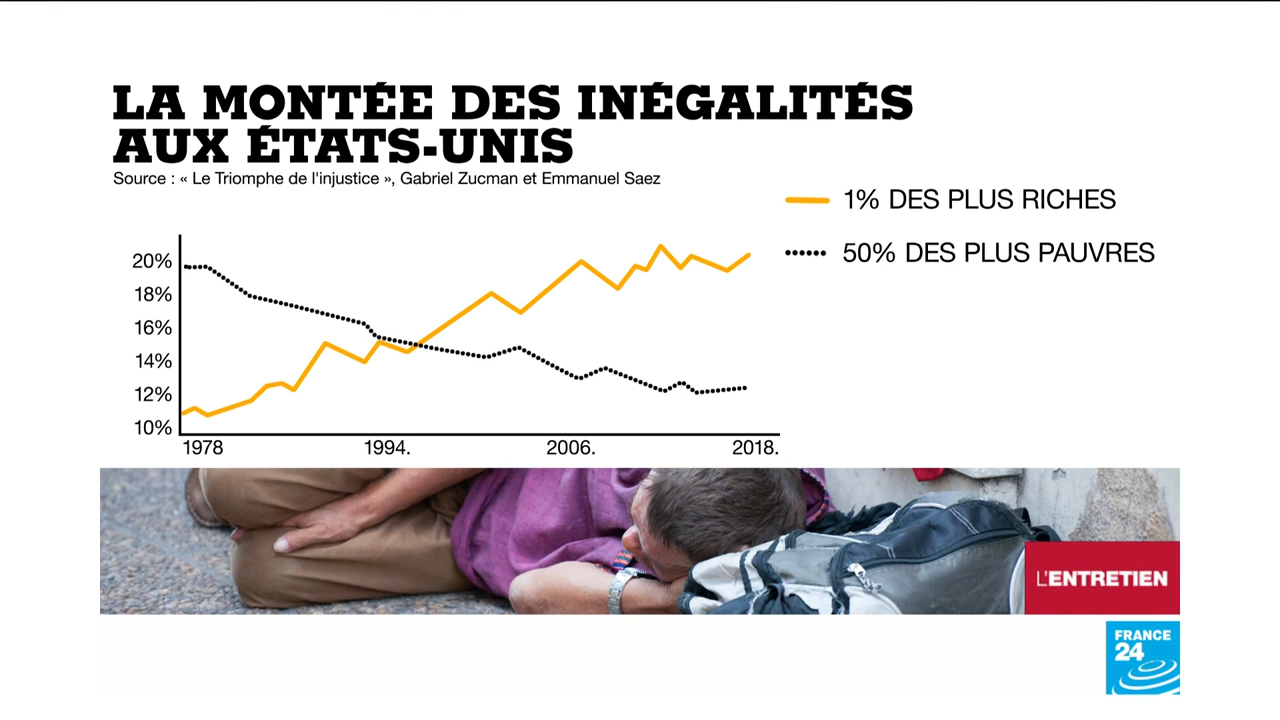 LA MONTÉE DES INÉGALITÉS
AUX ÉTATS-UNIS
Source : « Le Triomphe de l'injustice », Gabriel Zucman et Emmanuel Saez
1% DES PLUS RICHES
50% DES PLUS PAUVRES
20%
18%
16%
14%
12%
10%
1978 1994. 2006. 2018.
L'ENTRETIEN
FRANCE
24